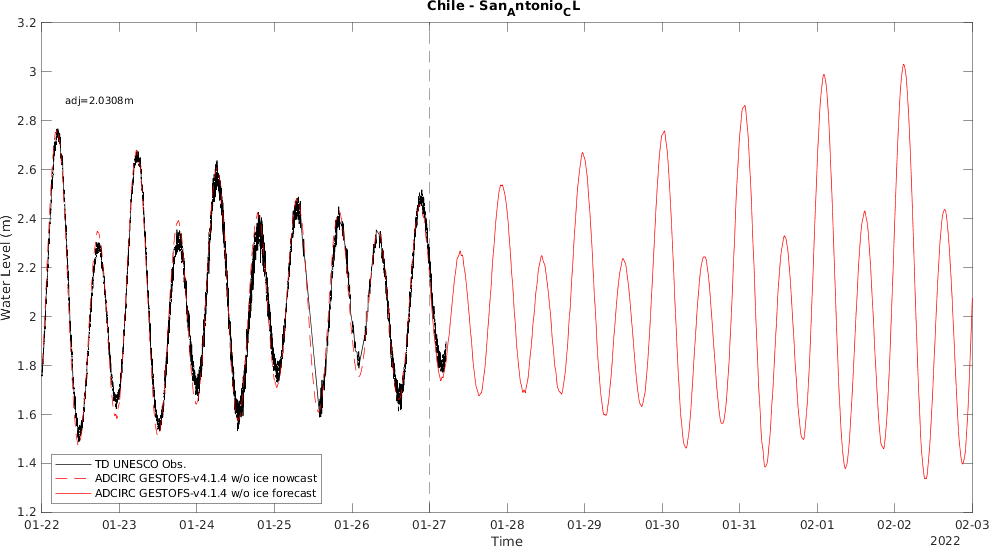 Chile - SanAntonioCL
3.2
3
2.8
2.6
2.4
2.2
2
1.8
1.6
1.4
1.2
Water Level (m)
adj=2.0308m
TD UNESCO Obs.
ADCIRC GESTOFS-v4.1.4 w/o ice nowcast
ADCIRC GESTOFS-v4.1.4 w/o ice forecast
01-22 01-23 01-24 01-25 01-26 01-27 01-28 01-29 01-30 01-31 02-01 02-02 02-03
Time
2022